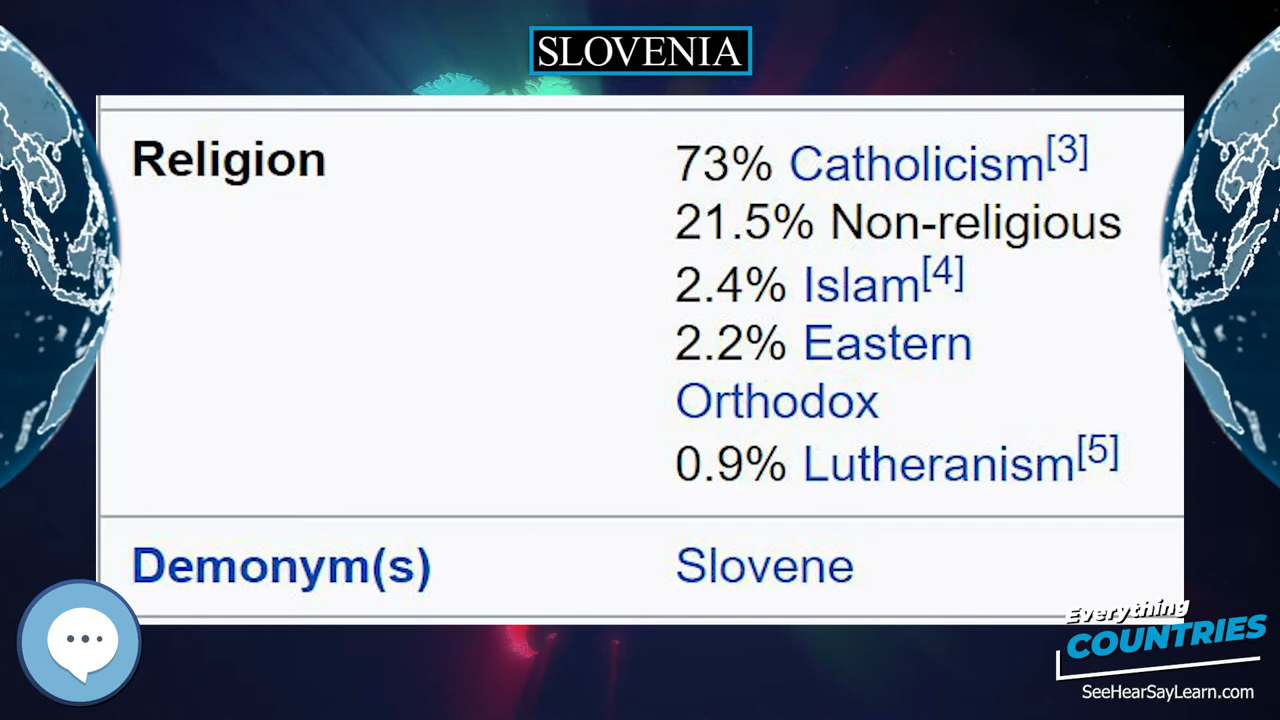 SLOVENIA
Religion
73% Catholicism[3]
21.5% Non-religious
2.4% Islam[4]
2.2% Eastern
Orthodox
0.9% Lutheranism[5]
Demonym(s)
Slovene
Everything
COUNTRIES
SeeHearSayLearn.com